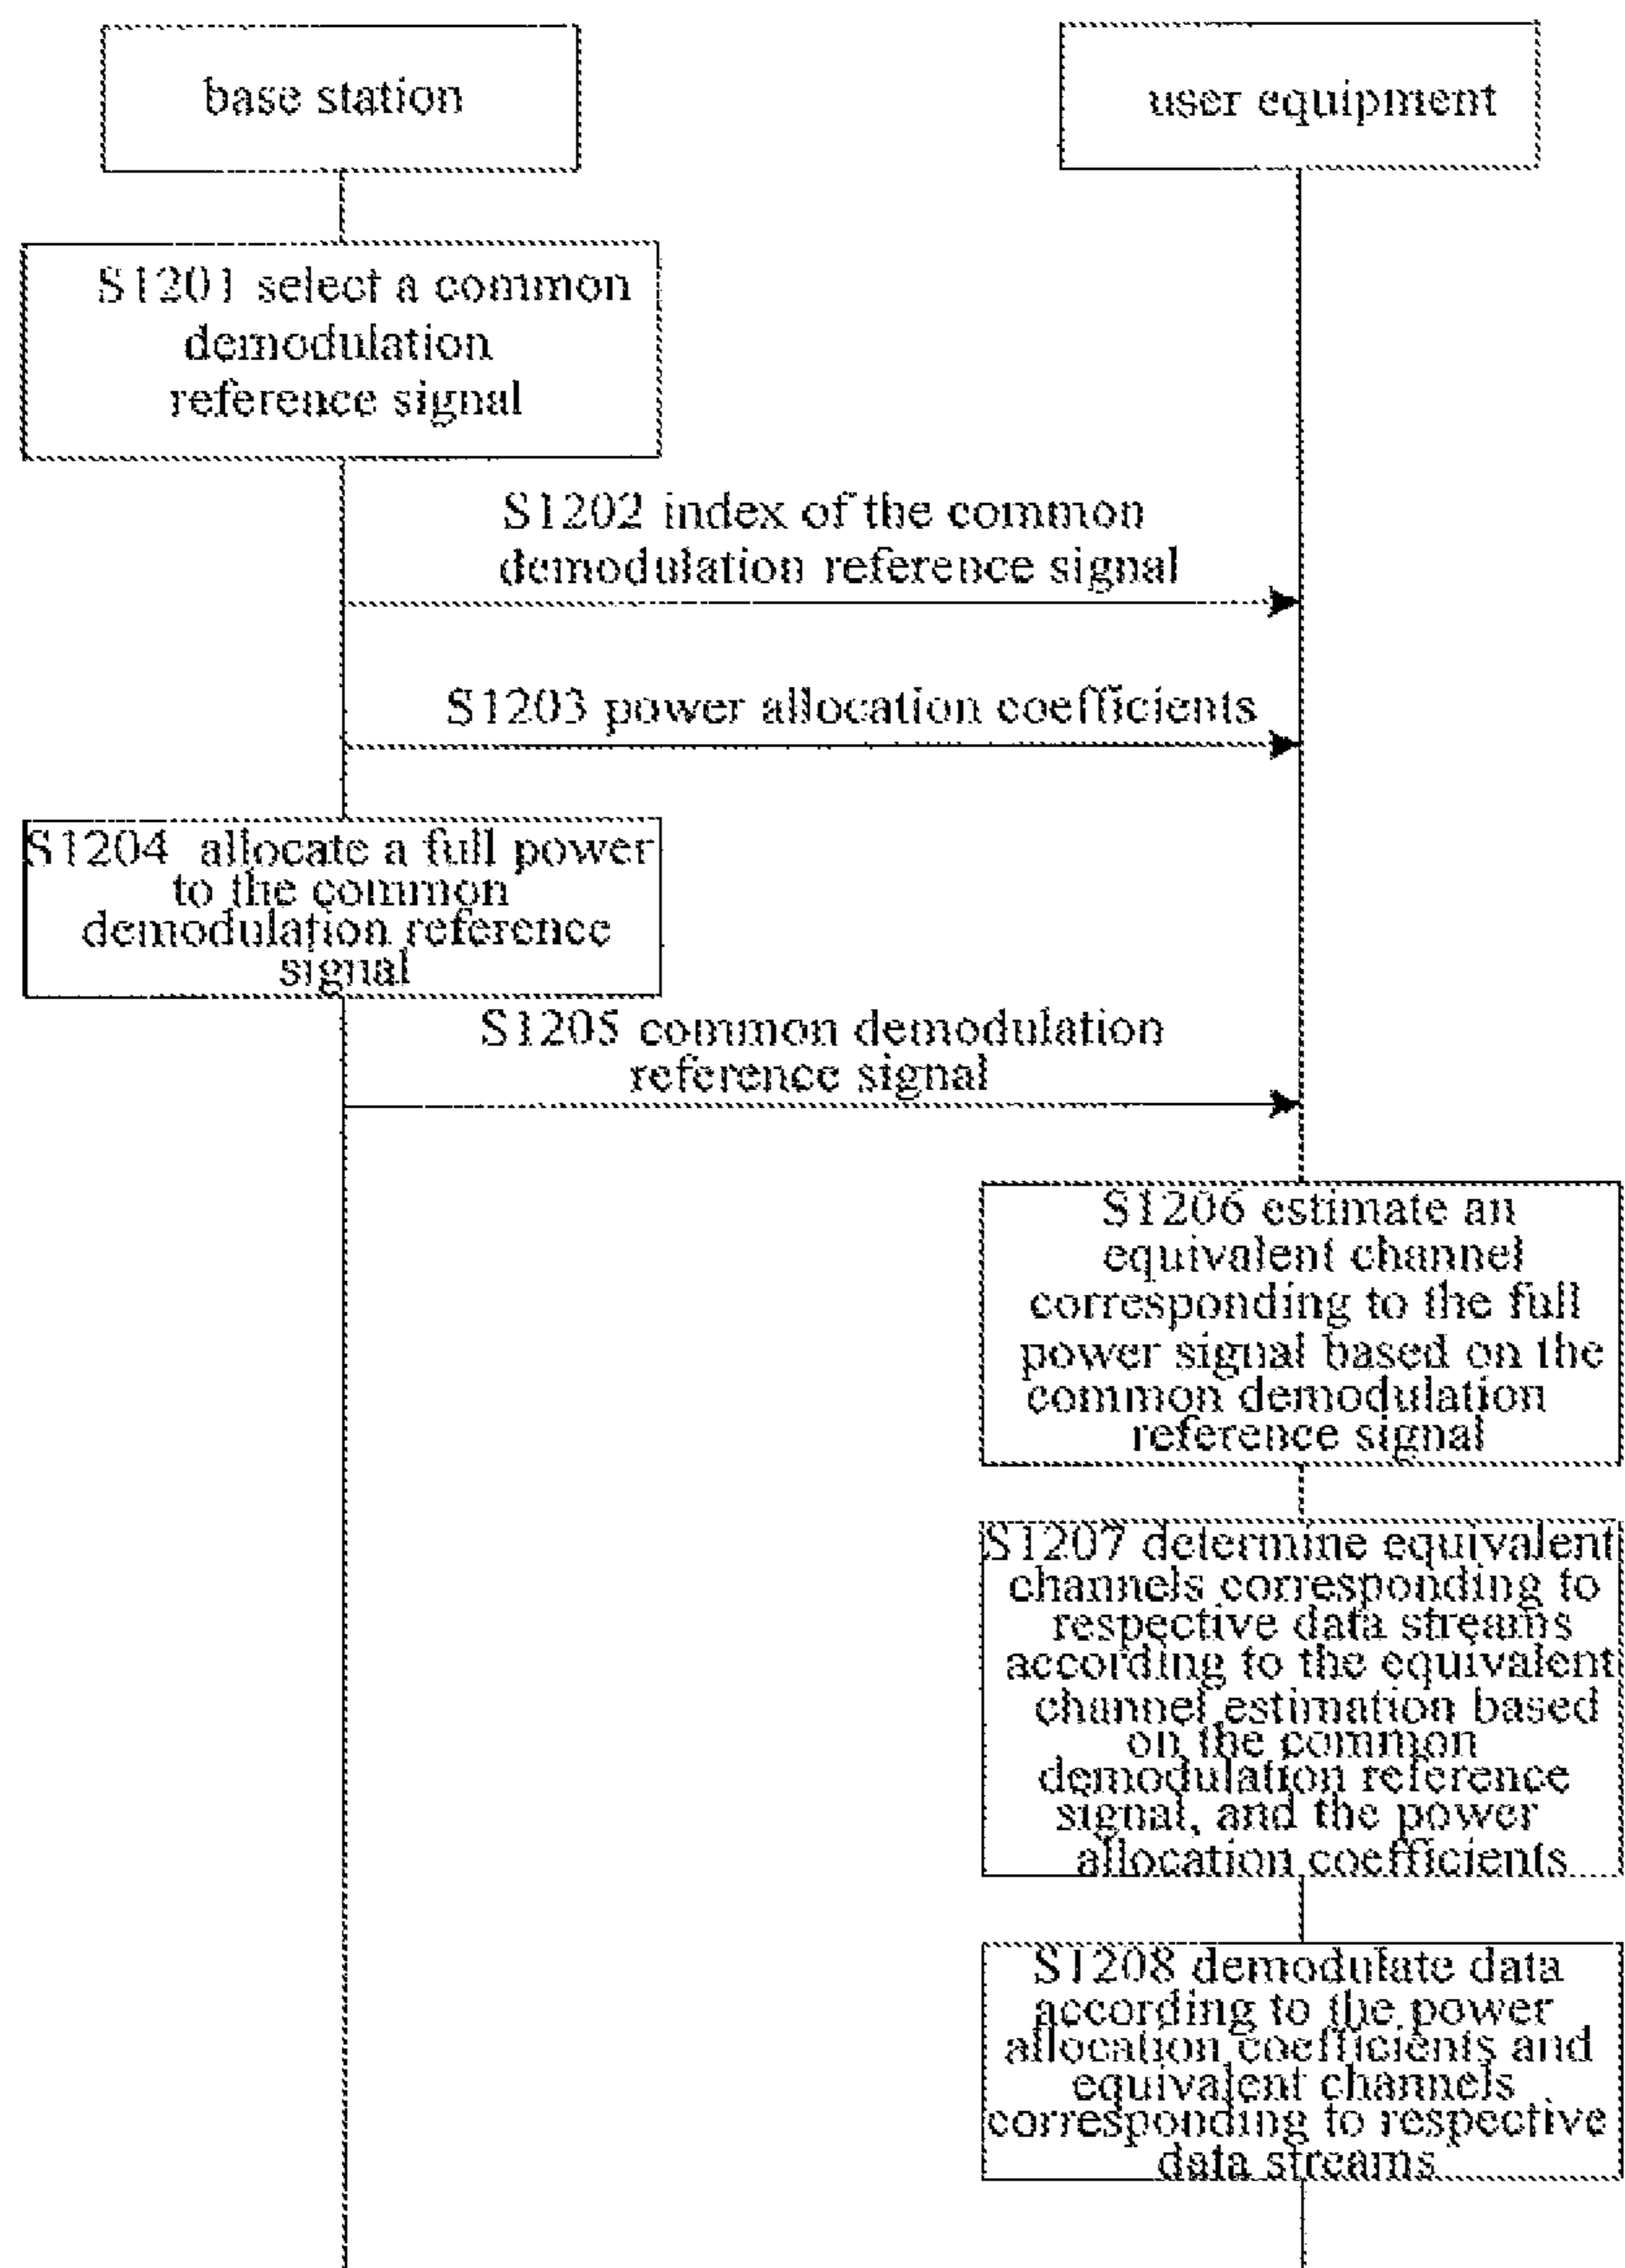 base station
user equipment
S1201 select a common
demodulation
reference signal
S1202 index of the common
demodulation reference signal
S1203 power allocation coefficients
S1204 allocate a full power
to the common
demodulation reference
signal
S1205 common demodulation
reference signal
S1206 estimate an
equivalent channel
corresponding to the full
power signal based on the
common demodulation
reference signal
S1207 determine equivalent
channels corresponding to
respective data streams
according to the equivalent
channel estimation based
on the common
demodulation reference
signal, and the power
allocation coefficients
S1208 demodulate data
according to the power
allocation coefficients and
equivalent channels
corresponding to respective
data streams